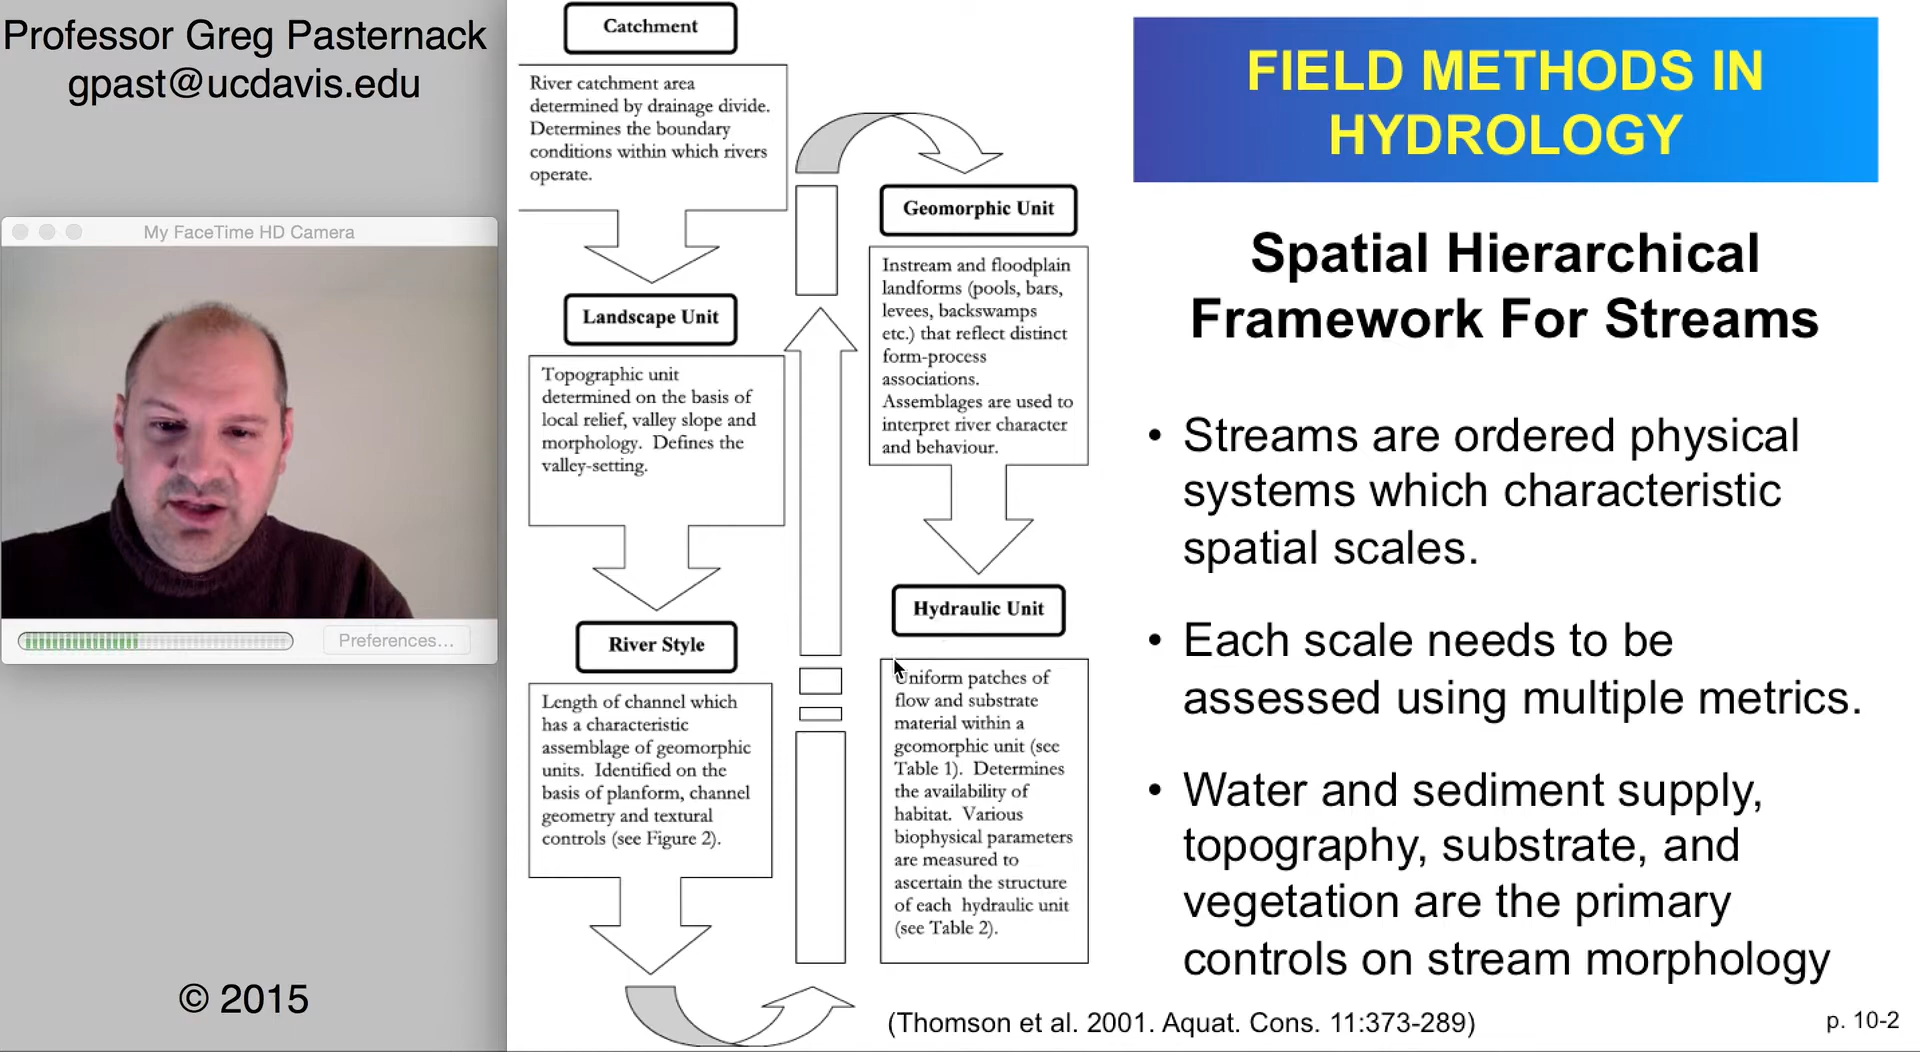 Professor Greg Pasternack
gpast@ucdavis.edu
My FaceTime HD Camera
Preferences...
© 2015
Catchment
River catchment area
determined by drainage divide.
Determines the boundary
conditions within which rivers
operate.
Landscape Unit
Topographic unit
determined on the basis of
local relief, valley slope and
morphology. Defines the
valley-setting.
River Style
Length of channel which
has a characteristic
assemblage of geomorphic
units. Identified on the
basis of planform, channel
geometry and textural
controls (see Figure 2).
Geomorphic Unit
Instream and floodplain
landforms (pools, bars,
levees, backswamps
etc.) that reflect distinct
form-process
associations.
Assemblages are used to
interpret river character
and behaviour.
Hydraulic Unit
Uniform patches of
flow and substrate
material within a
geomorphic unit (see
Table 1). Determines
the availability of
habitat. Various
biophysical parameters
are measured to
ascertain the structure
of each hydraulic unit
(see Table 2).
FIELD METHODS IN
HYDROLOGY
Spatial Hierarchical
Framework For Streams
• Streams are ordered physical
systems which characteristic
spatial scales.
• Each scale needs to be
assessed using multiple metrics.
• Water and sediment supply,
topography, substrate, and
vegetation are the primary
controls on stream morphology
(Thomson et al. 2001. Aquat. Cons. 11:373-289)
p. 10-2